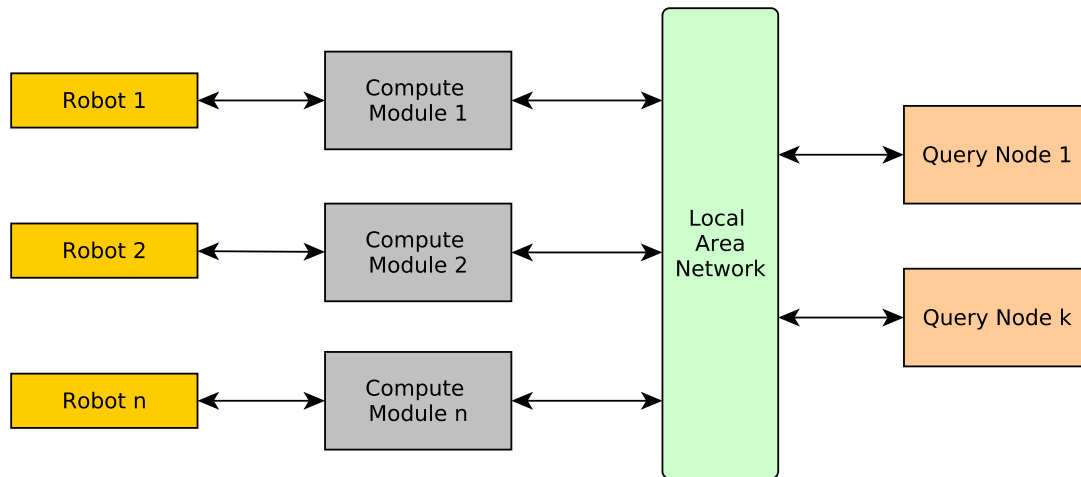 Robot 1
Compute
Module 1
Robot 2
Compute
Module 2
Robot n
Compute
Module n
Local
Area
Network
Query Node 1
Query Node k